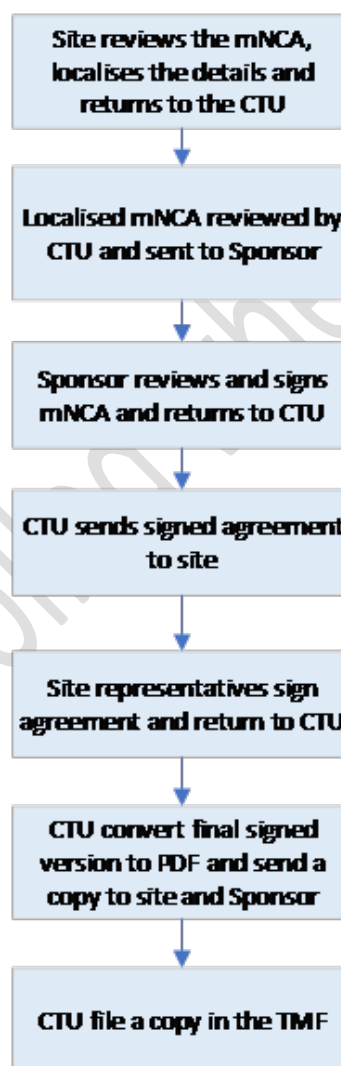 Site reviews the mNCA,
localises the details and
returns to the CTU
Localised mNCA reviewed by
CTU and sent to Sponsor
Sponsor reviews and signs
mNCA and returns to CTU
CTU sends signed agreement
to site
Site representatives sign
agreement and return to CTU
CTU convert final signed
version to PDF and send a
copy to site and Sponsor
CTU file a copy in the TMF